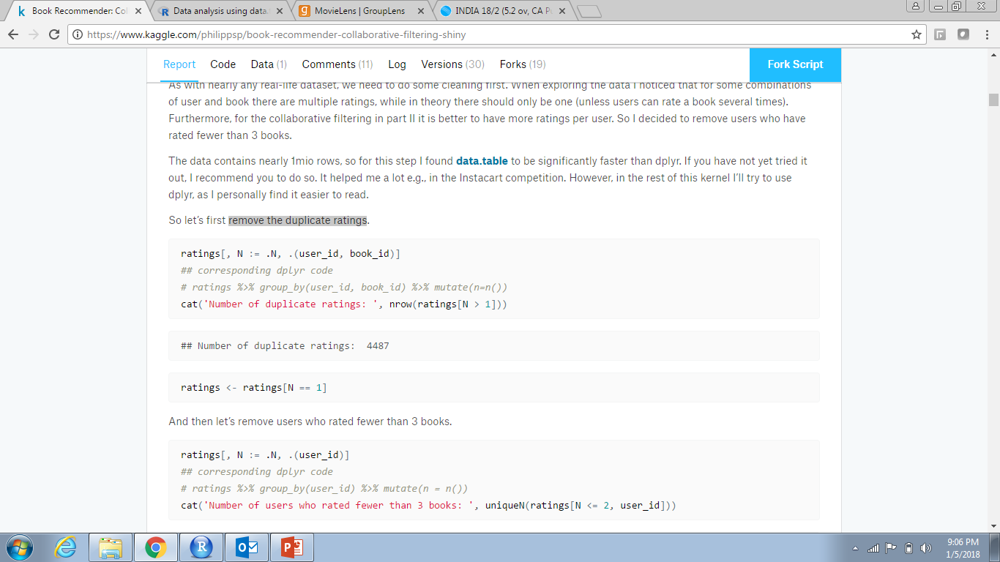 Book Recommender: Col
Data analysis using data.
MovieLens | GroupLens
INDIA 18/2 (5.2 ov, CA P
https://www.kaggle.com/philippsp/book-recommender-collaborative-filtering-shiny
Report Code Data (1) Comments (11) Log Versions (30) Forks (19) Fork Script
As with nearly any real-life dataset, we need to do some cleaning first. When exploring the data I noticed that for some combinations
of user and book there are multiple ratings, while in theory there should only be one (unless users can rate a book several times).
Furthermore, for the collaborative filtering in part II it is better to have more ratings per user. So I decided to remove users who have
rated fewer than 3 books.
The data contains nearly 1mio rows, so for this step I found data.table to be significantly faster than dplyr. If you have not yet tried it
out, I recommend you to do so. It helped me a lot e.g., in the Instacart competition. However, in the rest of this kernel I'll try to use
dplyr, as I personally find it easier to read.
So let's first remove the duplicate ratings.
ratings[, N := .N, .(user_id, book_id)]
## corresponding dplyr code
# ratings %>% group_by(user_id, book_id) %>% mutate(n=n())
cat('Number of duplicate ratings: ', nrow(ratings[N > 1]))
## Number of duplicate ratings:  4487
ratings <- ratings[N == 1]
And then let's remove users who rated fewer than 3 books.
ratings[, N := .N, .(user_id)]
## corresponding dplyr code
# ratings %>% group_by(user_id) %>% mutate(n = n())
cat('Number of users who rated fewer than 3 books: ', uniqueN(ratings[N <= 2, user_id]))
9:06 PM
1/5/2018